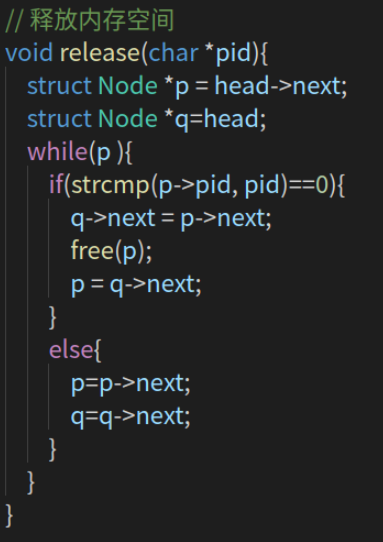 // 释放内存空间
void release(char *pid){
struct Node *p = head->next;
struct Node *q=head;
while(p ){
if(strcmp(p->pid, pid)==0){
q->next = p->next;
free(p);
p = q->next;
}
else{
p=p->next;
q=q->next;
}
}
}